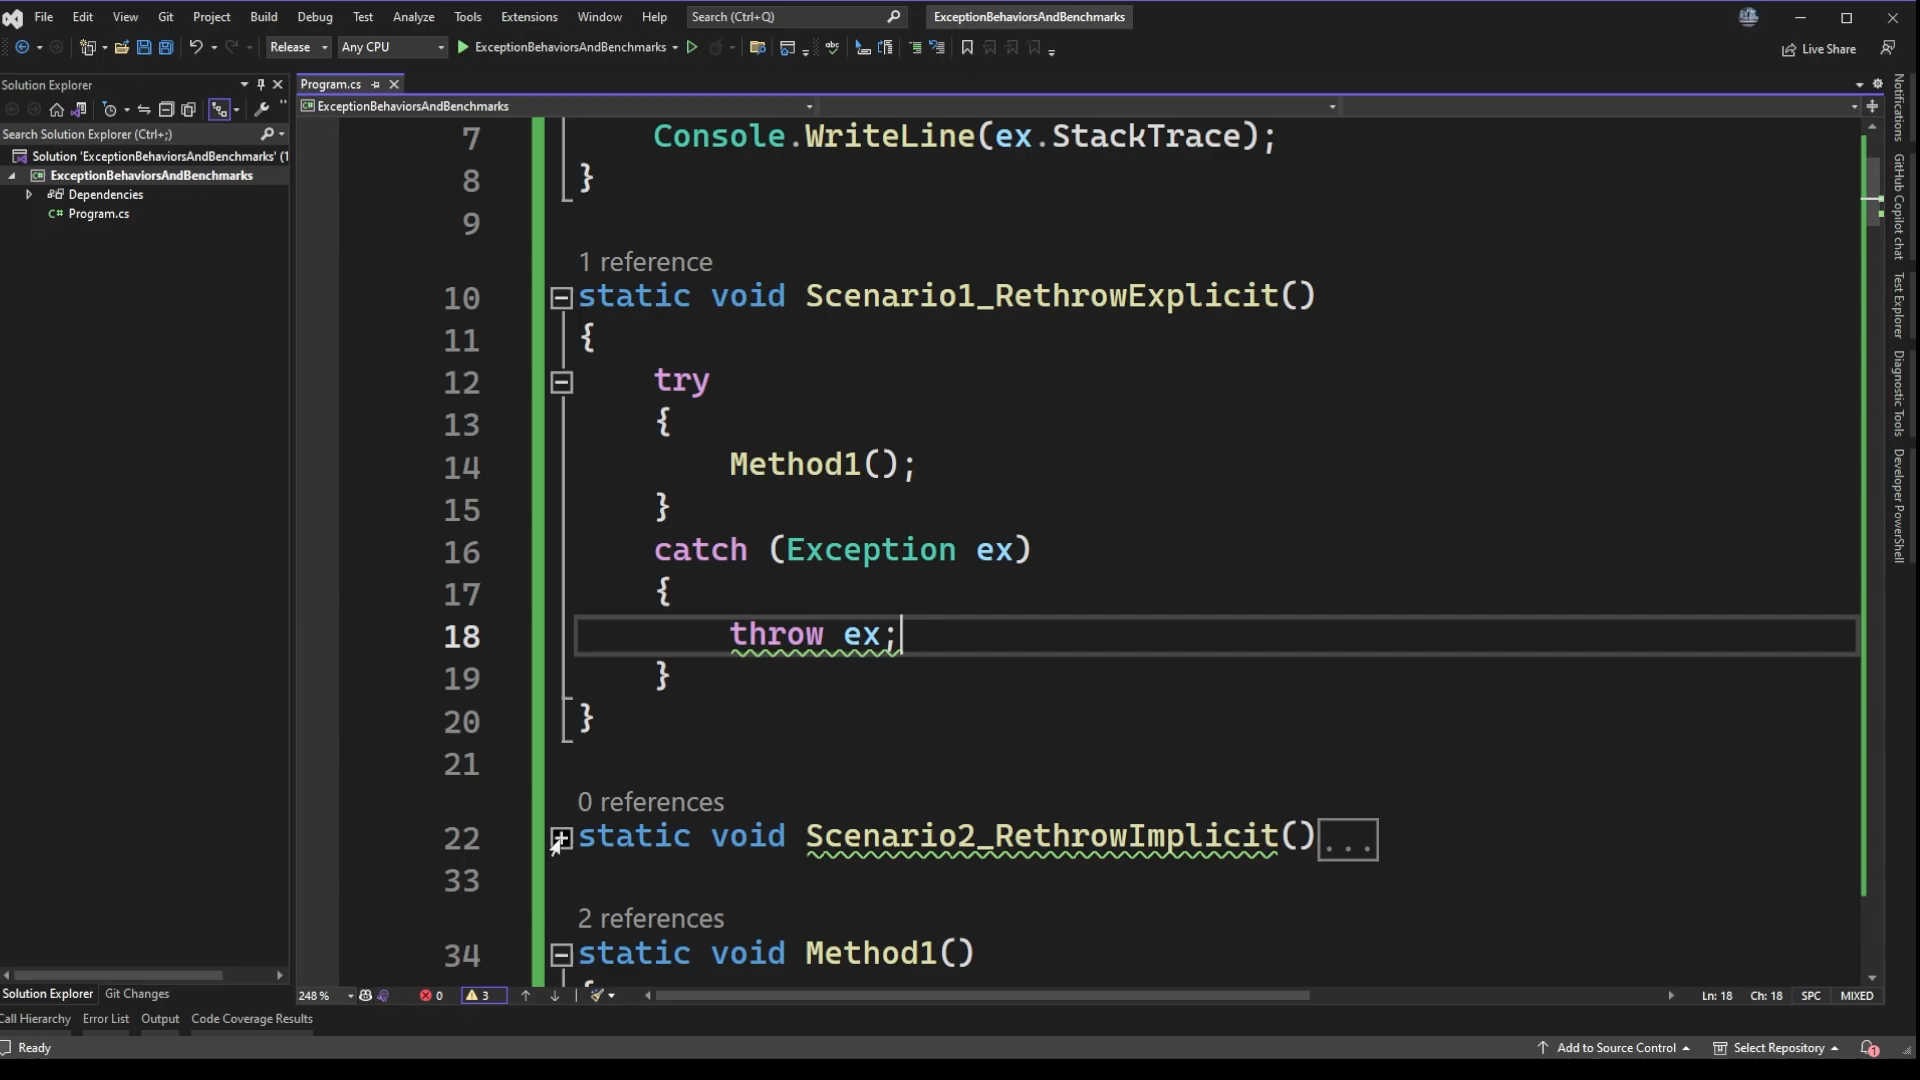 File Edit View Git Project Build Debug Test Analyze Tools Extensions Window Help Search (Ctrl+Q) ExceptionBehaviorsAndBenchmarks
Release Any CPU ExceptionBehaviorsAndBenchmarks Live Share
Solution Explorer
Search Solution Explorer (Ctrl+;)
Solution 'ExceptionBehaviorsAndBenchmarks' (1
C# ExceptionBehaviorsAndBenchmarks
Dependencies
C# Program.cs
Program.cs
C# ExceptionBehaviorsAndBenchmarks
7 Console.WriteLine(ex.StackTrace);
8 }
9
1 reference
10 static void Scenario1_RethrowExplicit()
11 {
12 try
13 {
14 Method1();
15 }
16 catch (Exception ex)
17 {
18 throw ex;
19 }
20 }
21
0 references
22 static void Scenario2_RethrowImplicit()...
33
2 references
34 static void Method1()
{
Notifications
GitHub Copilot chat
Test Explorer
Diagnostic Tools
Developer PowerShell
248 % 0 3 Ln: 18 Ch: 18 SPC MIXED
Solution Explorer Git Changes
Call Hierarchy Error List Output Code Coverage Results
Ready Add to Source Control Select Repository 1